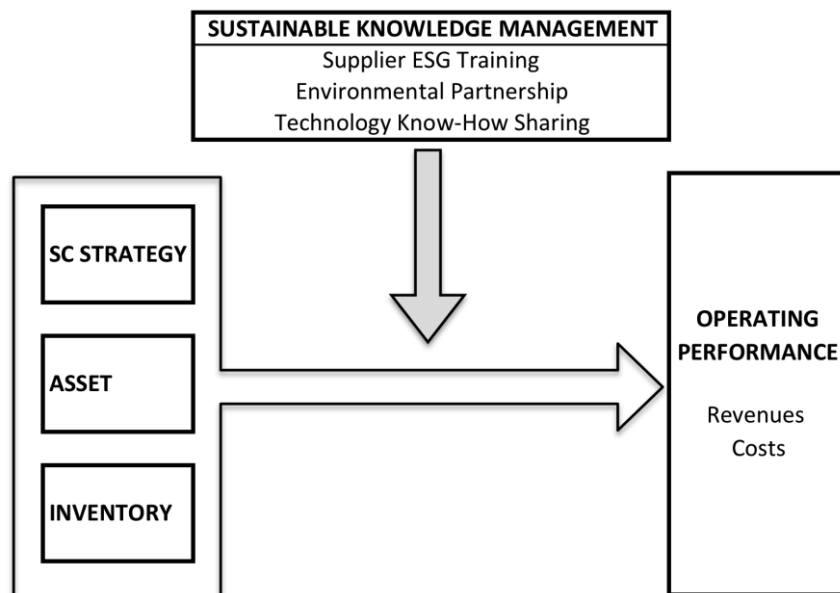 SUSTAINABLE KNOWLEDGE MANAGEMENT
Supplier ESG Training
Environmental Partnership
Technology Know-How Sharing
SC STRATEGY
ASSET
INVENTORY
OPERATING
PERFORMANCE
Revenues
Costs